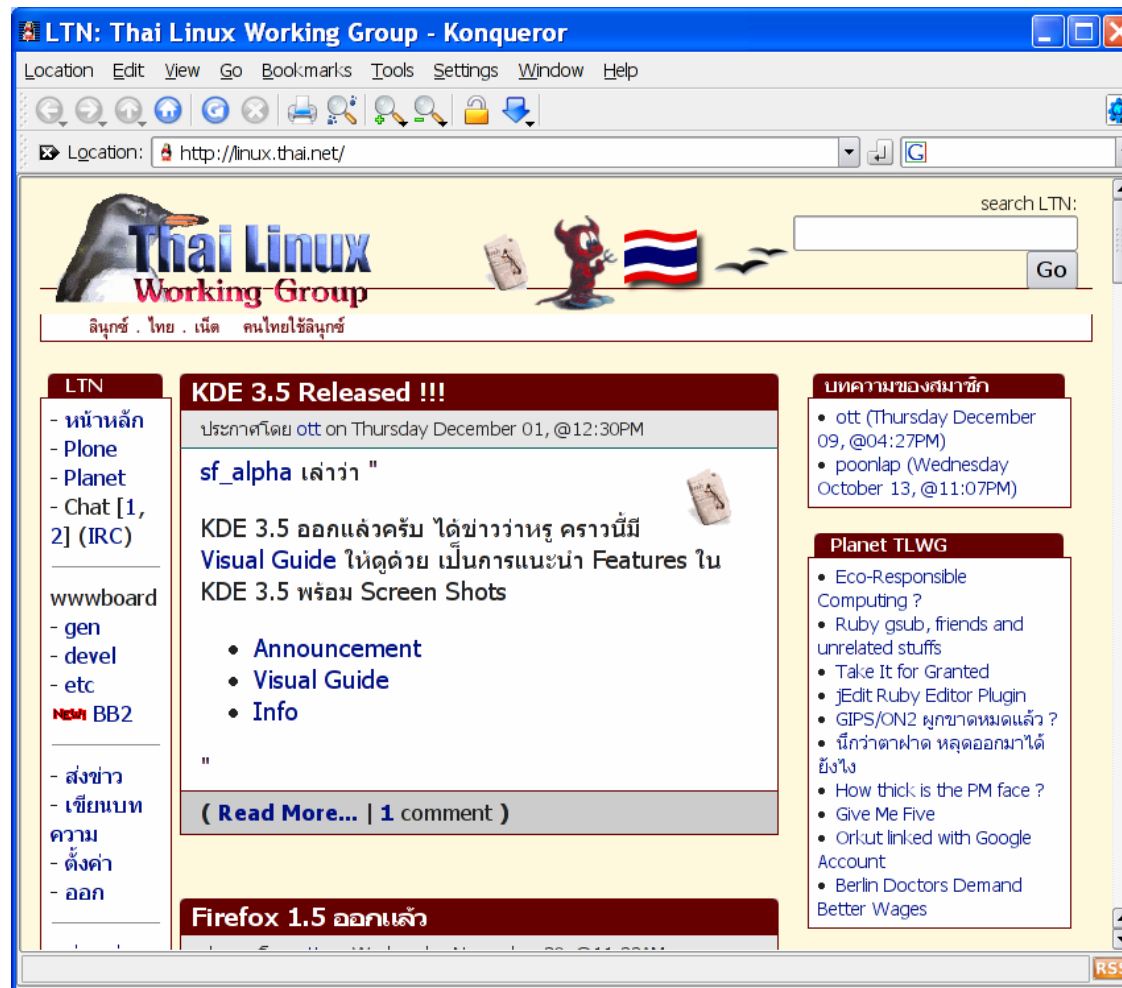 LTN: Thai Linux Working Group - Konqueror
Location Edit View Go Bookmarks Tools Settings Window Help
Location: http://linux.thai.net/
search LTN:
Go
Thai Linux
Working Group
ลินุกซ์ . ไทย . เน็ต คนไทยใช้ลินุกซ์
LTN
- หน้าหลัก
- Plone
- Planet
- Chat [1,
2] (IRC)
wwwboard
- gen
- devel
- etc
NEW! BB2
- ส่งข่าว
- เขียนบท
ความ
- ตั้งค่า
- ออก
KDE 3.5 Released !!!
ประกาศโดย ott on Thursday December 01, @12:30PM
sf_alpha เล่าว่า "
KDE 3.5 ออกแล้วครับ ได้ข่าวว่าหรู คราวนี้มี
Visual Guide ให้ดูด้วย เป็นการแนะนำ Features ใน
KDE 3.5 พร้อม Screen Shots
• Announcement
• Visual Guide
• Info
"
( Read More... | 1 comment )
Firefox 1.5 ออกแล้ว
บทความของสมาชิก
• ott (Thursday December
09, @04:27PM)
• poonlap (Wednesday
October 13, @11:07PM)
Planet TLWG
• Eco-Responsible
Computing ?
• Ruby gsub, friends and
unrelated stuffs
• Take It for Granted
• jEdit Ruby Editor Plugin
• GIPS/ON2 ผูกขาดหมดแล้ว ?
• นึกว่าตาฝาด หลุดออกมาได้
ยังไง
• How thick is the PM face ?
• Give Me Five
• Orkut linked with Google
Account
• Berlin Doctors Demand
Better Wages
RSS